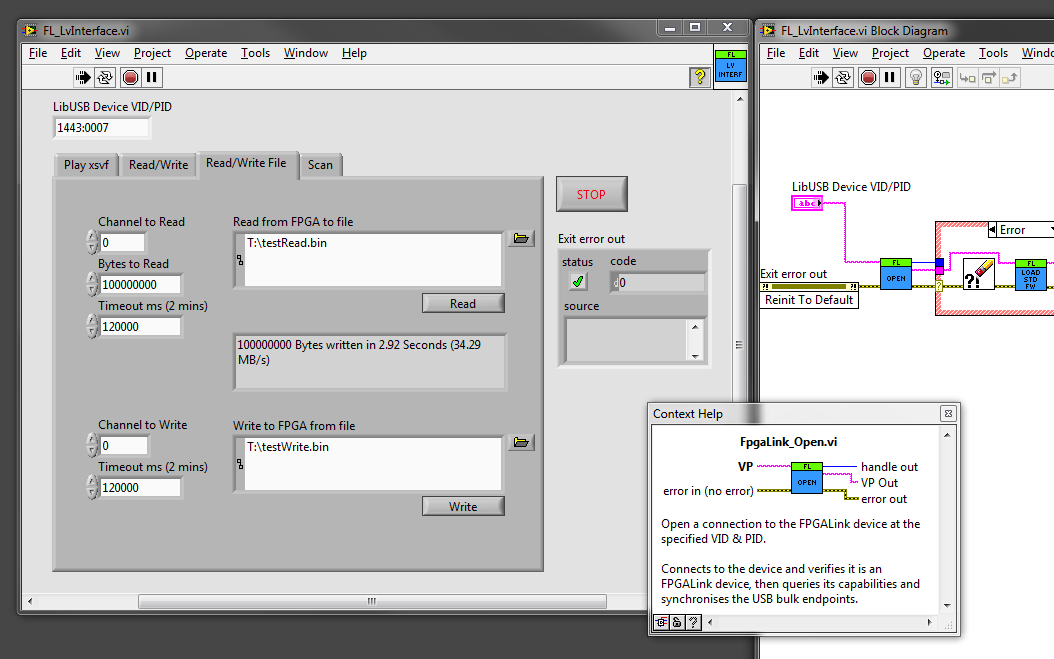 FL_LvInterface.vi
File Edit View Project Operate Tools Window Help
FL
LV
INTERF
LibUSB Device VID/PID
1443:0007
Play xsvf Read/Write Read/Write File Scan
Channel to Read
0
Bytes to Read
100000000
Timeout ms (2 mins)
120000
Read from FPGA to file
T:\testRead.bin
Read
100000000 Bytes written in 2.92 Seconds (34.29
MB/s)
Channel to Write
0
Timeout ms (2 mins)
120000
Write to FPGA from file
T:\testWrite.bin
Write
STOP
Exit error out
status code
0
source
FL_LvInterface.vi Block Diagram
File Edit View Project Operate Tools Windo
LibUSB Device VID/PID
abc
Error
FL
OPEN
?!
FL
LOAD
STD
FW
Exit error out
?! ?!
Reinit To Default
Context Help
FpgaLink_Open.vi
VP
error in (no error)
FL
OPEN
handle out
VP Out
error out
Open a connection to the FPGALink device at the
specified VID & PID.
Connects to the device and verifies it is an
FPGALink device, then queries its capabilities and
synchronises the USB bulk endpoints.